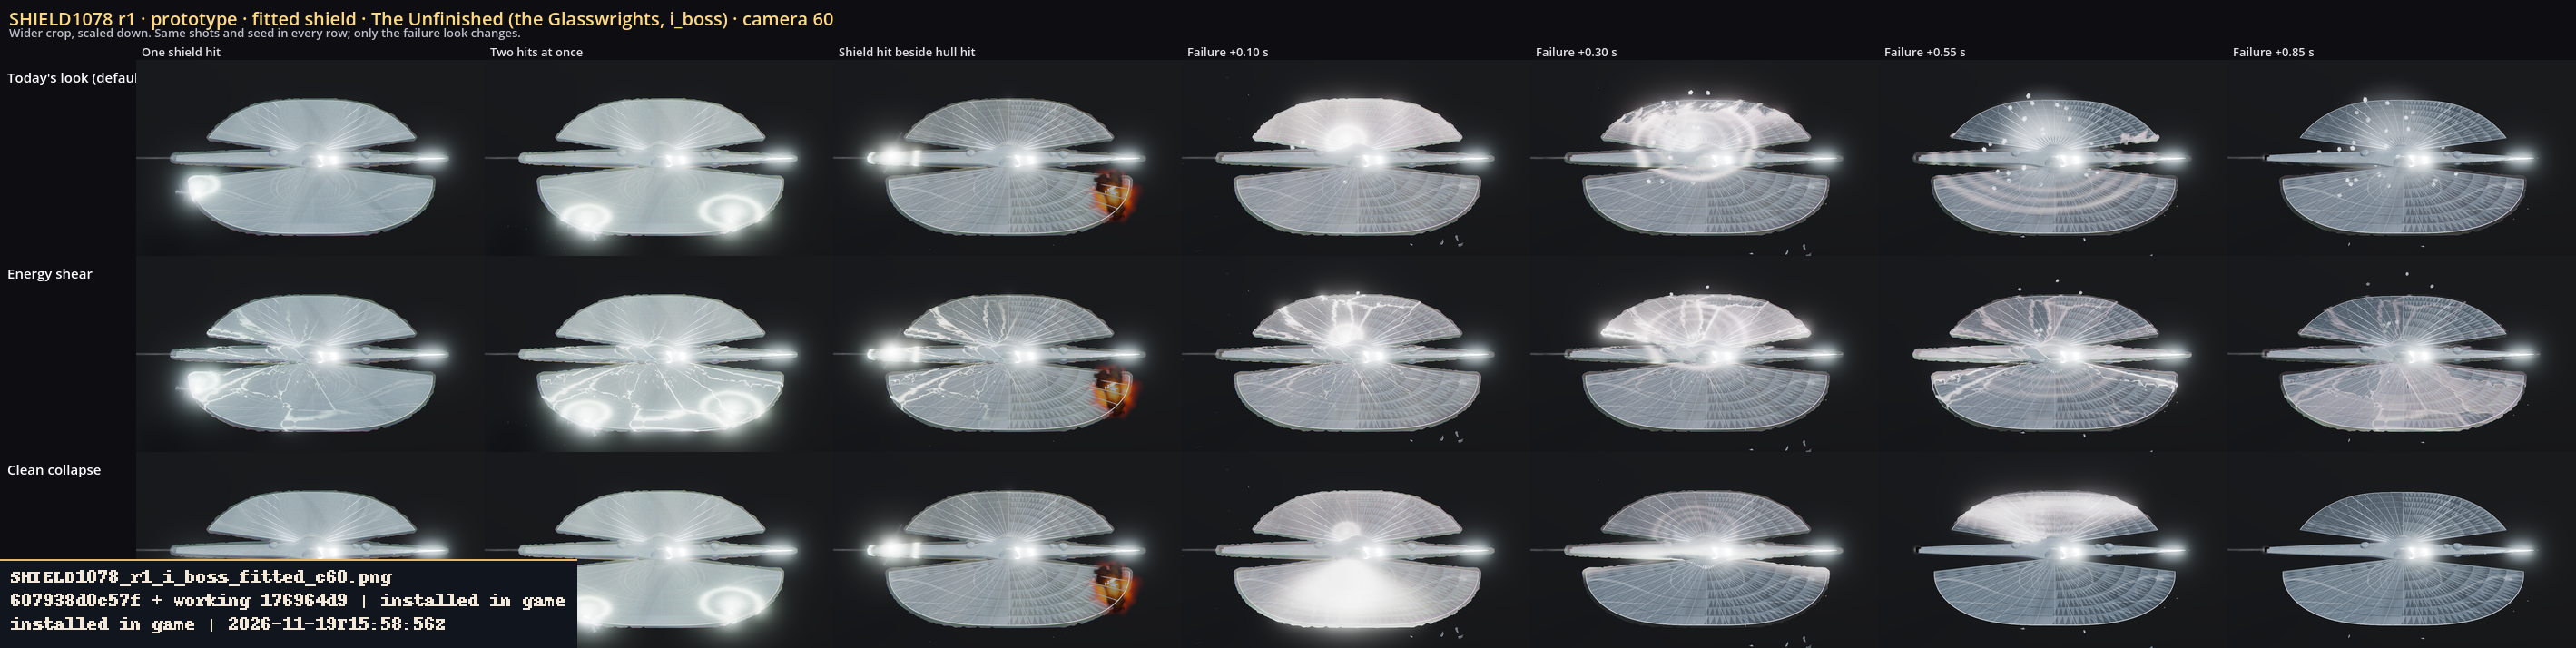 SHIELD1078 r1 · prototype · fitted shield · The Unfinished (the Glasswrights, i_boss) · camera 60
Wider crop, scaled down. Same shots and seed in every row; only the failure look changes.
One shield hit
Two hits at once
Shield hit beside hull hit
Failure +0.10 s
Failure +0.30 s
Failure +0.55 s
Failure +0.85 s
Today's look (defaul
Energy shear
Clean collapse
SHIELD1078_r1_i_boss_fitted_c60.png
607938d0c57f + working 176964d9 | installed in game
installed in game | 2026-11-19T15:58:56Z